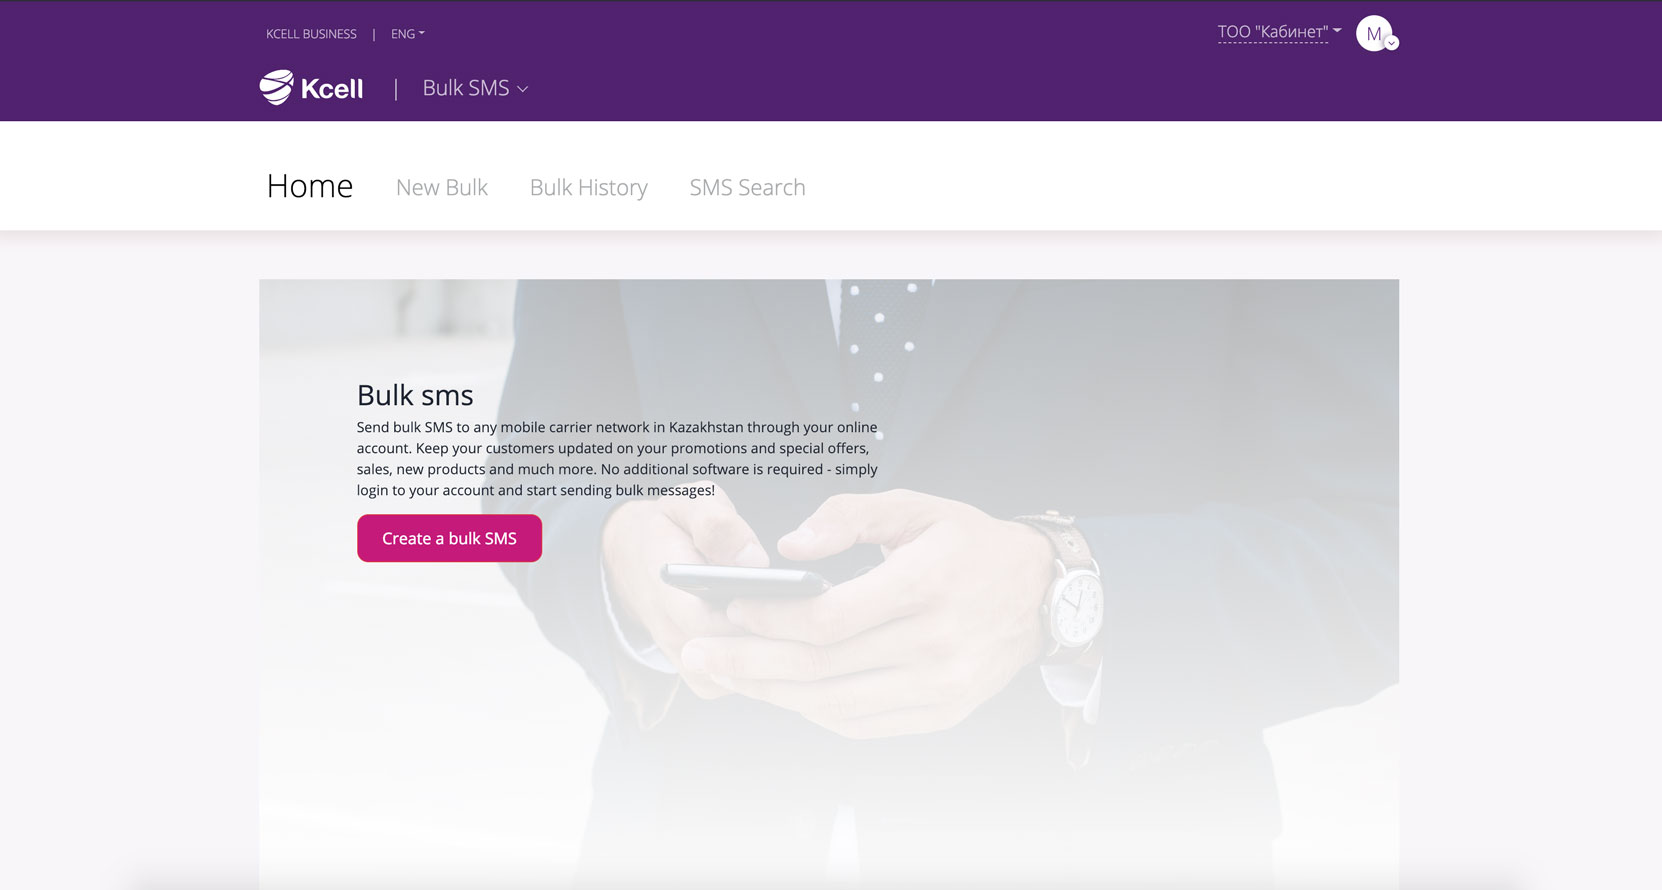 KCELL BUSINESS | ENG
ТОО "Кабинет" M
Kcell | Bulk SMS
Home New Bulk Bulk History SMS Search
Bulk sms
Send bulk SMS to any mobile carrier network in Kazakhstan through your online
account. Keep your customers updated on your promotions and special offers,
sales, new products and much more. No additional software is required - simply
login to your account and start sending bulk messages!
Create a bulk SMS